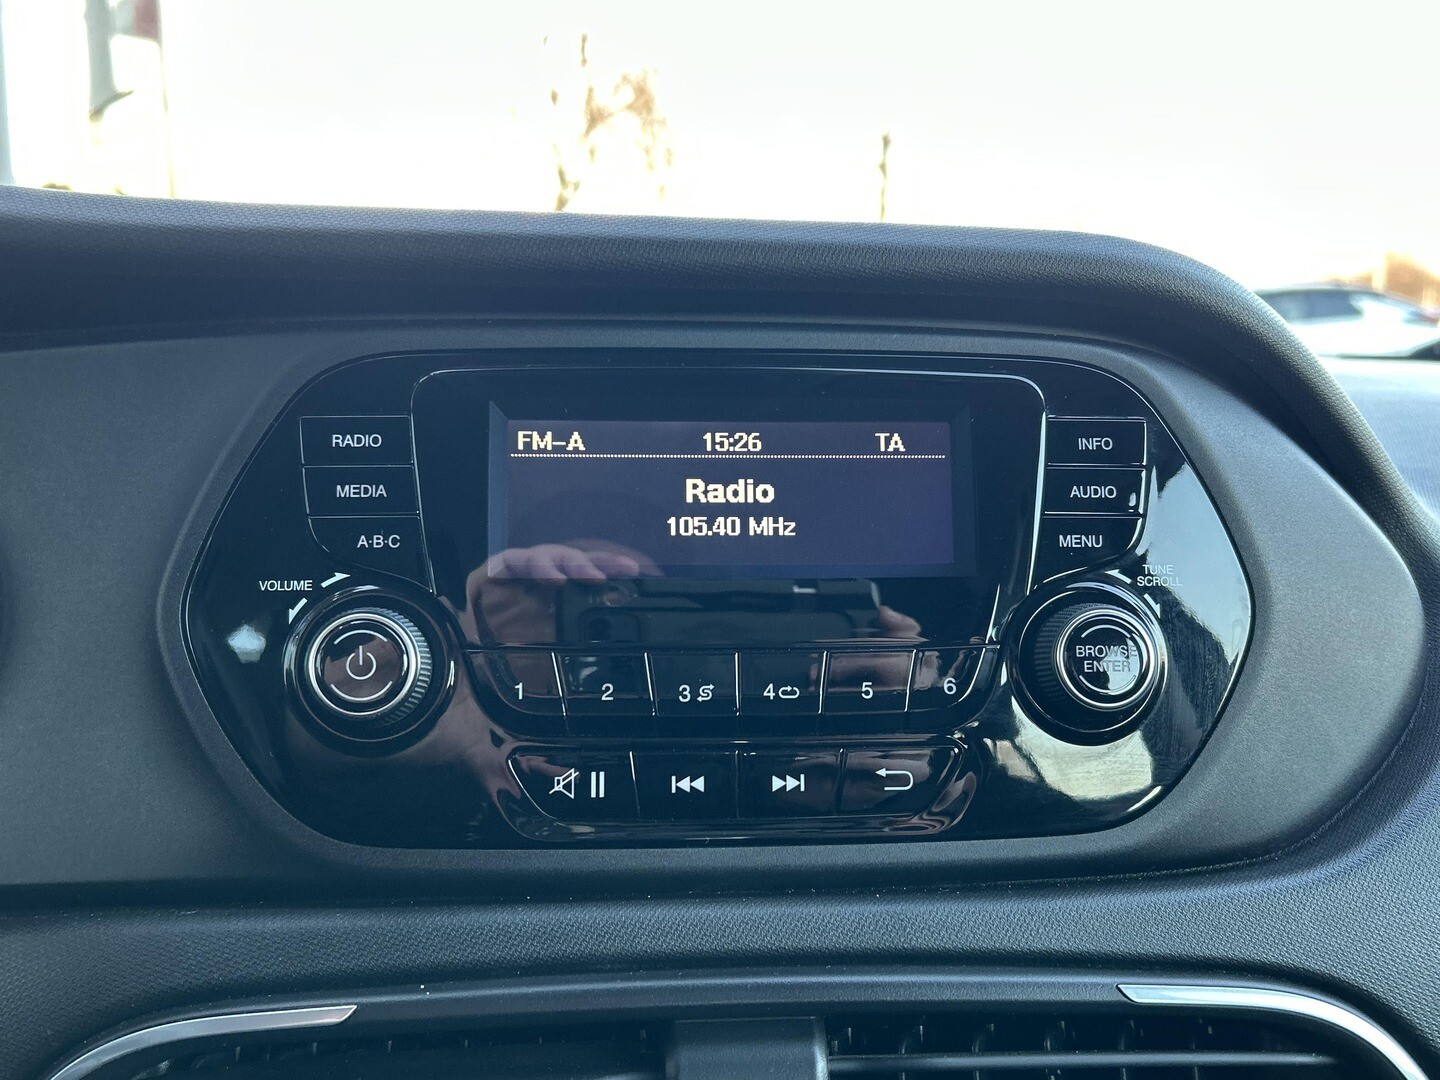 FM-A 15:26 TA
Radio
105.40 MHz
RADIO
MEDIA
A·B·C
VOLUME
INFO
AUDIO
MENU
TUNE
SCROLL
BROWSE
ENTER
1 2 3 4 5 6